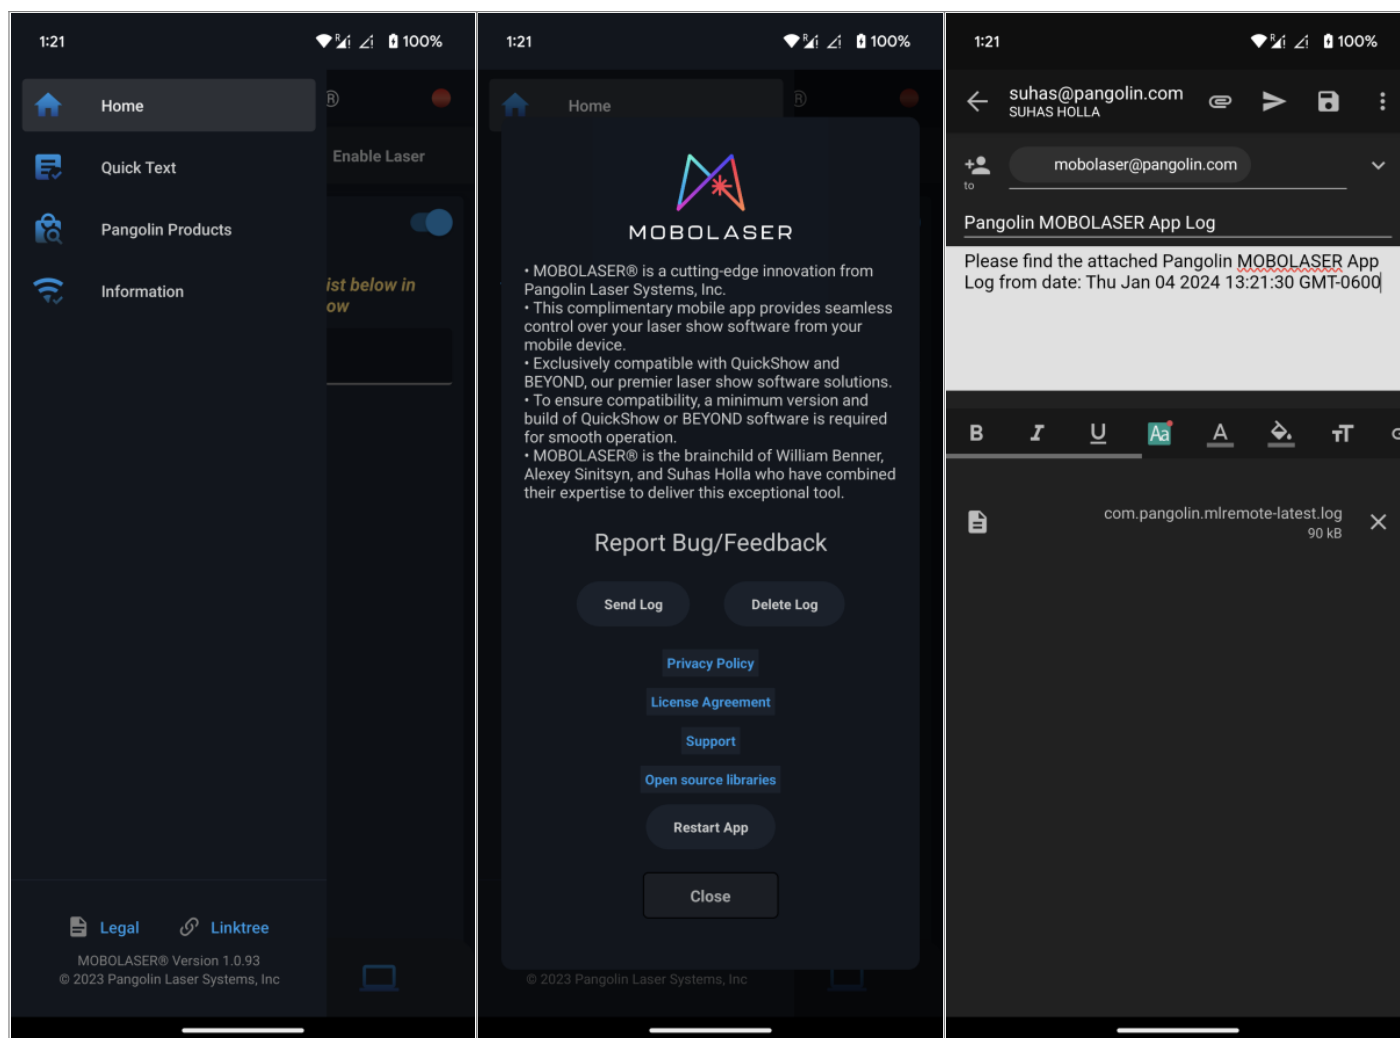 1:21
R
100%
Home
®
Quick Text
Enable Laser
Pangolin Products
Information
ist below in
ow
Legal
Linktree
MOBOLASER® Version 1.0.93
© 2023 Pangolin Laser Systems, Inc
1:21
R
100%
Home
®
MOBOLASER
• MOBOLASER® is a cutting-edge innovation from
Pangolin Laser Systems, Inc.
• This complimentary mobile app provides seamless
control over your laser show software from your
mobile device.
• Exclusively compatible with QuickShow and
BEYOND, our premier laser show software solutions.
• To ensure compatibility, a minimum version and
build of QuickShow or BEYOND software is required
for smooth operation.
• MOBOLASER® is the brainchild of William Benner,
Alexey Sinitsyn, and Suhas Holla who have combined
their expertise to deliver this exceptional tool.
Report Bug/Feedback
Send Log
Delete Log
Privacy Policy
License Agreement
Support
Open source libraries
Restart App
Close
© 2023 Pangolin Laser Systems, Inc
1:21
R
100%
suhas@pangolin.com
SUHAS HOLLA
to
mobolaser@pangolin.com
Pangolin MOBOLASER App Log
Please find the attached Pangolin MOBOLASER App
Log from date: Thu Jan 04 2024 13:21:30 GMT-0600
B I U Aa A TT
com.pangolin.mlremote-latest.log
90 kB